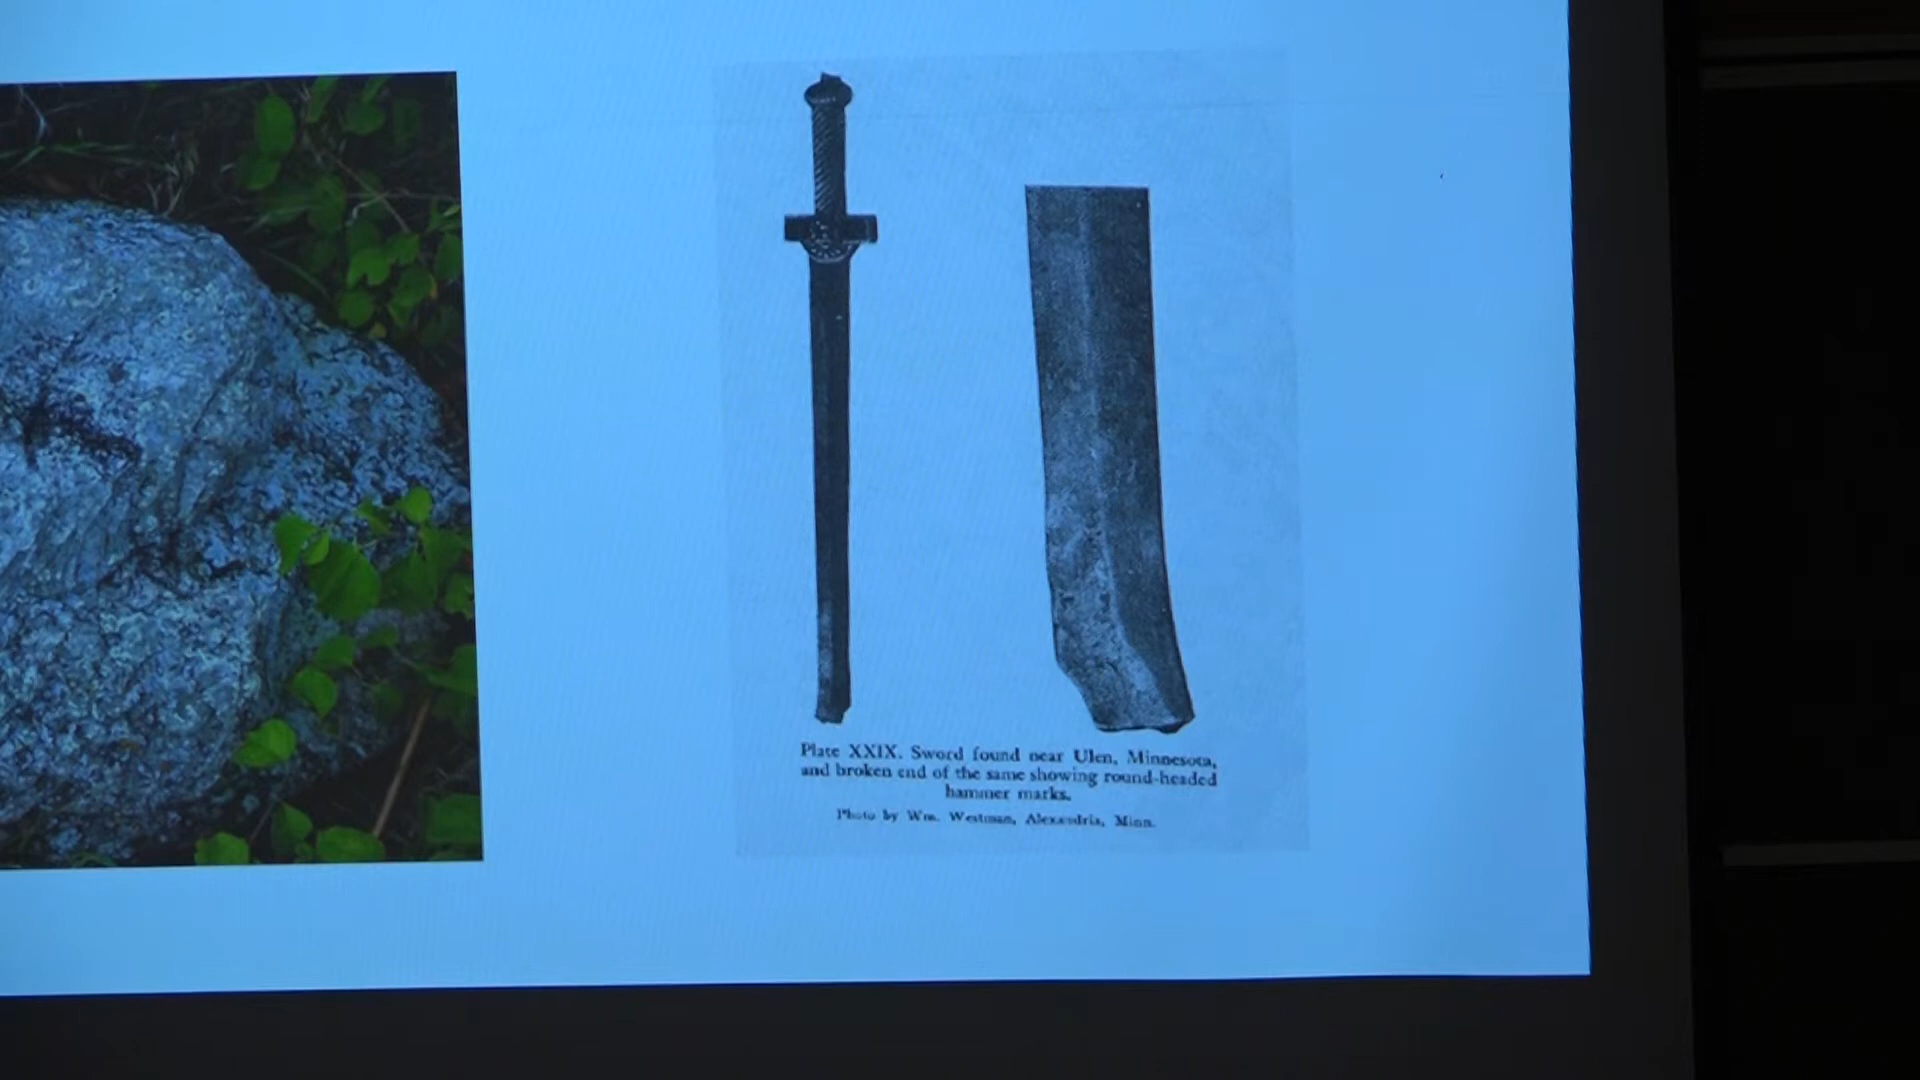 Plate XXIX. Sword found near Ulen, Minnesota,
and broken end of the same showing round-headed
hammer marks.
Photo by Wm. Westman, Alexandria, Minn.